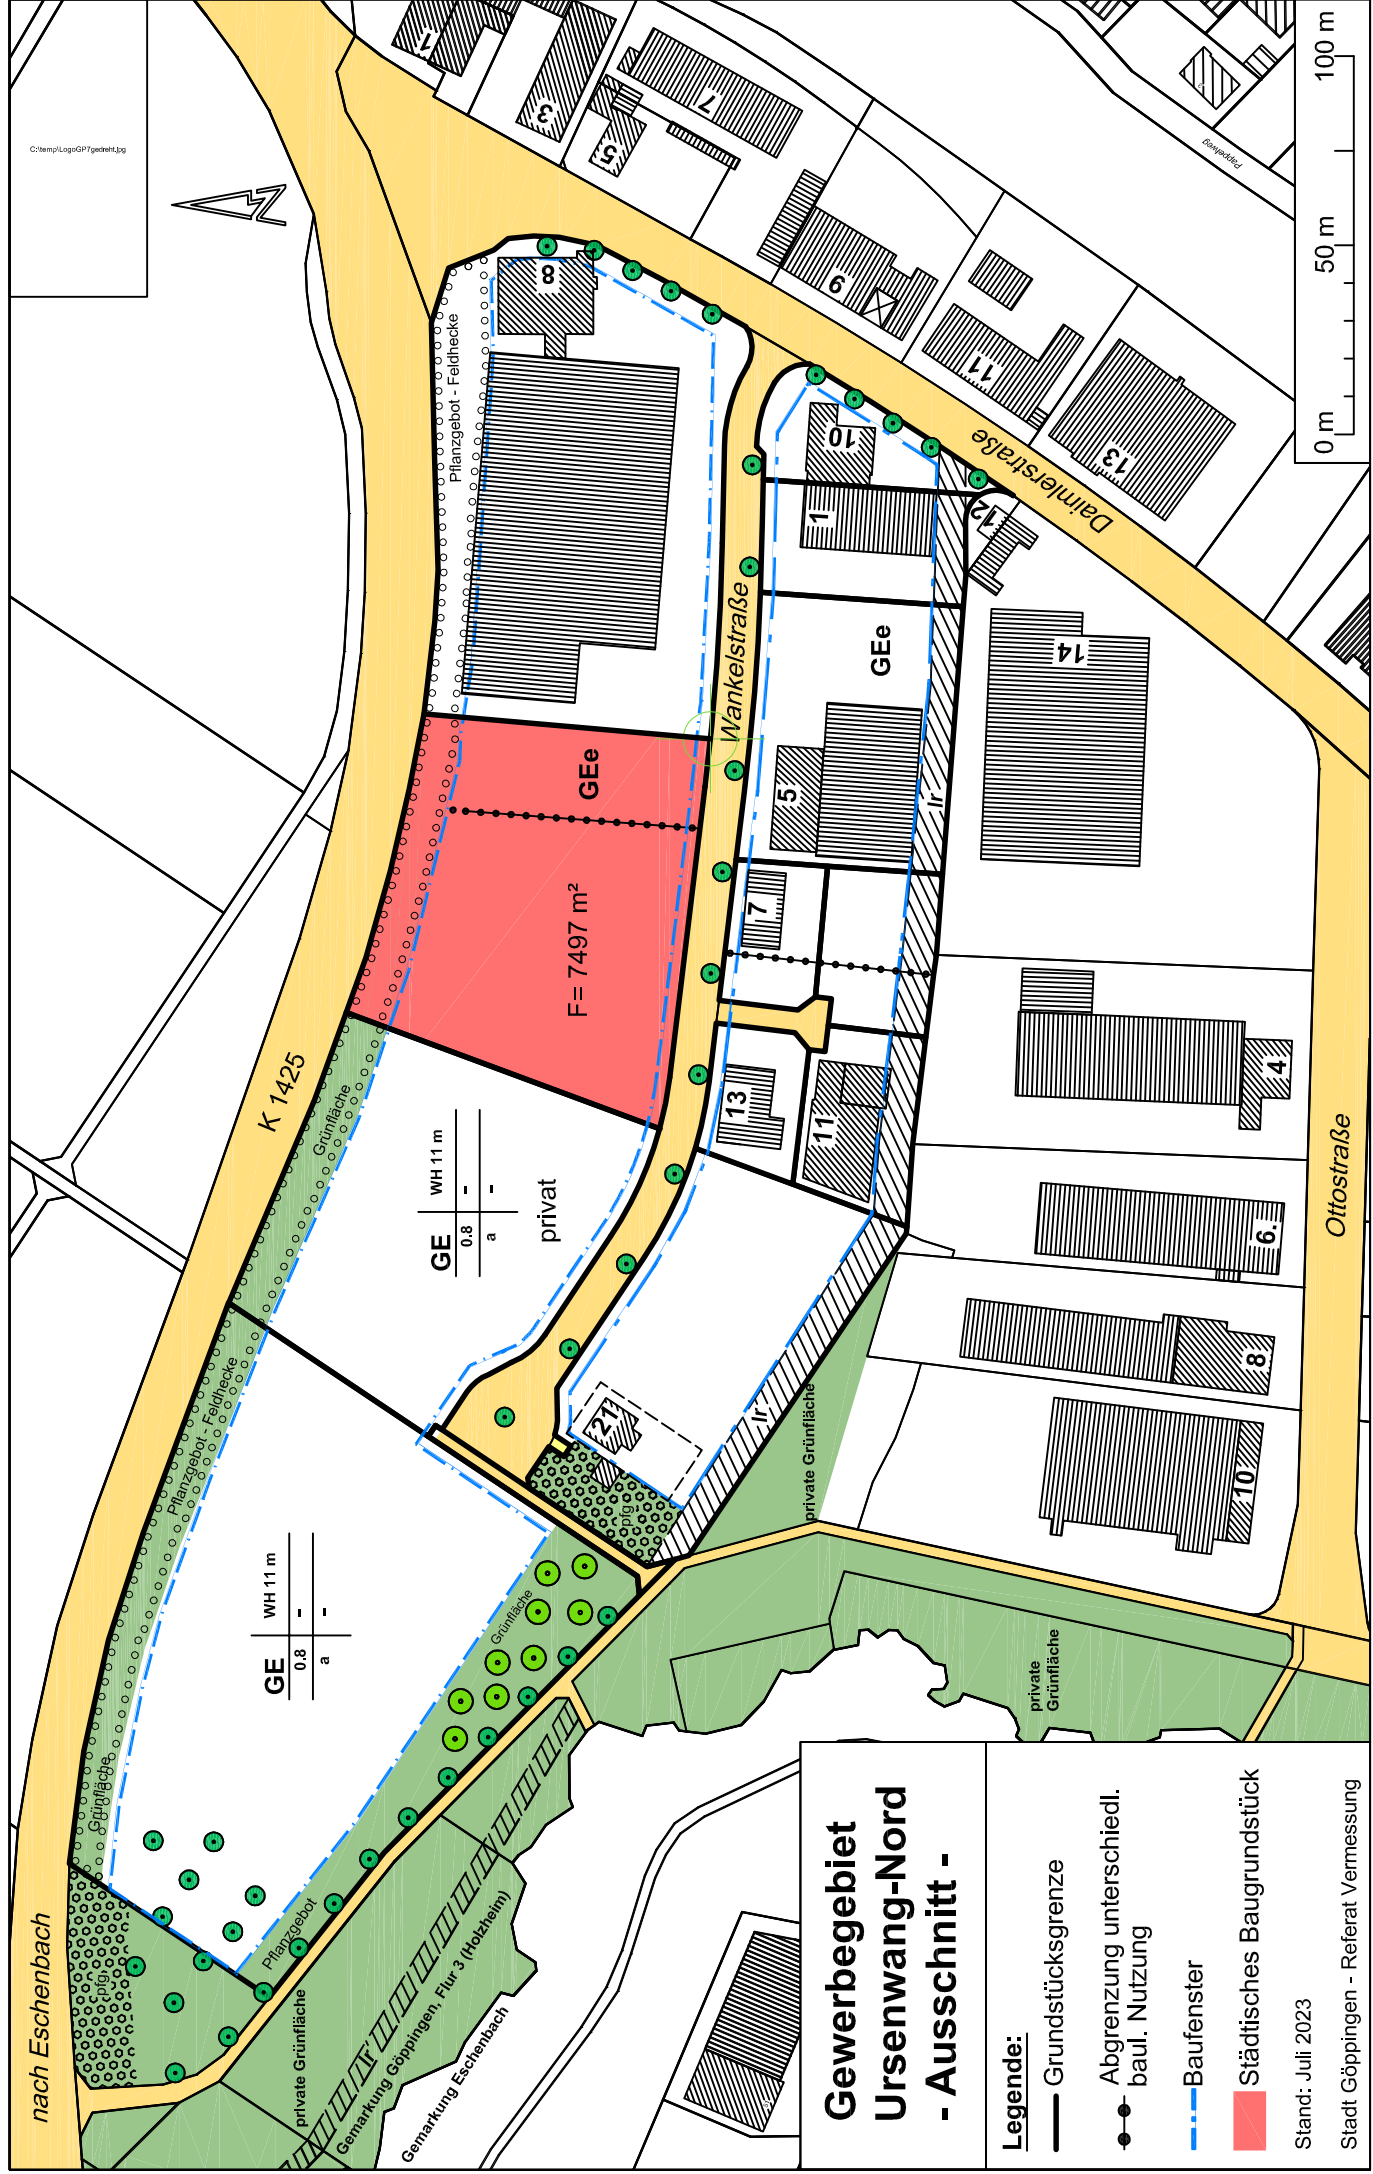 Gewerbegebiet
Ursenwang-Nord
- Ausschnitt -
Legende:
Grundstücksgrenze
Abgrenzung unterschiedl.
baul. Nutzung
Baufenster
Städtisches Baugrundstück
Stand: Juli 2023
Stadt Göppingen - Referat Vermessung
C:\temp\LogoGP7gedreht.jpg
N
0 m
50 m
100 m
nach Eschenbach
K 1425
Wankelstraße
Daimlerstraße
Ottostraße
Pappelweg
Pflanzgebot - Feldhecke
Pflanzgebot - Feldhecke
Grünfläche
Grünfläche
Grünfläche
Pflanzgebot
pfg
pfg
private Grünfläche
private Grünfläche
private
Grünfläche
Gemarkung Göppingen, Flur 3 (Holzheim)
Gemarkung Eschenbach
GE
WH 11 m
0.8
-
a
-
GE
WH 11 m
0.8
-
a
-
privat
F= 7497 m²
GEe
GEe
lr
lr
lr
1
3
5
7
9
11
13
8
10
1
12
14
5
7
13
11
21
4
6.
8
10